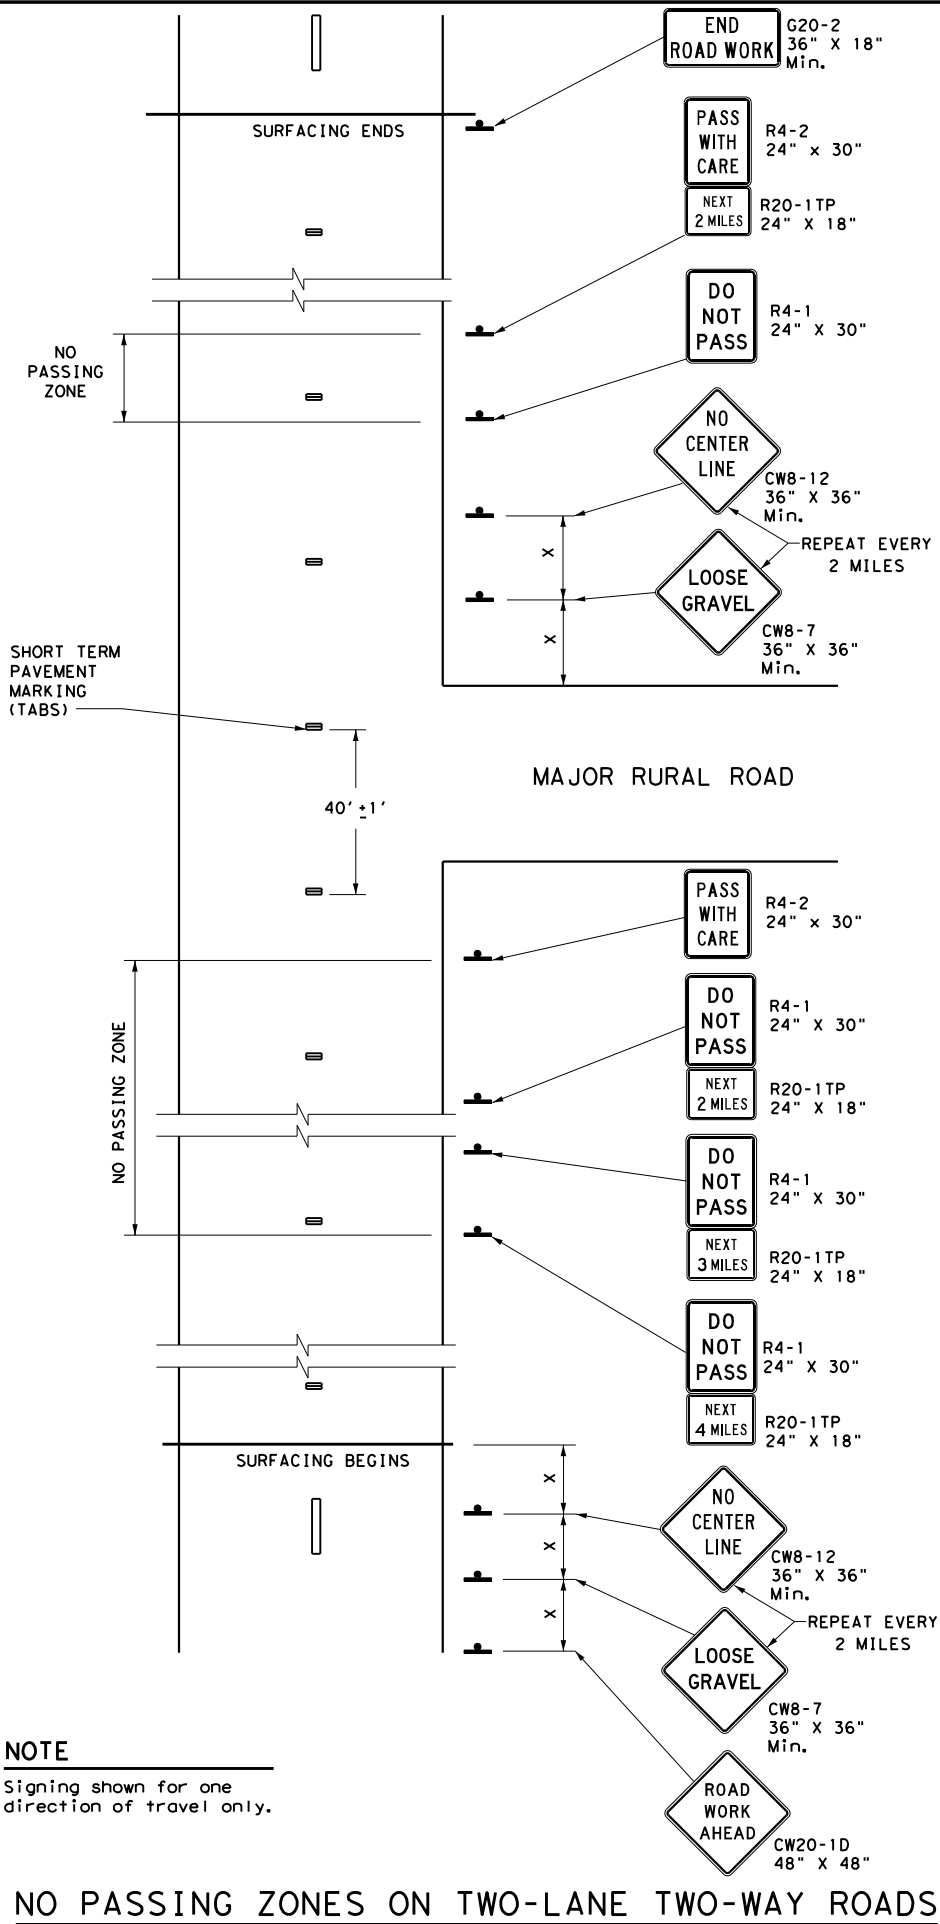 END
ROAD WORK
G20-2
36" X 18"
Min.
SURFACING ENDS
PASS
WITH
CARE
R4-2
24" x 30"
NEXT
2 MILES
R20-1TP
24" X 18"
DO
NOT
PASS
R4-1
24" X 30"
NO
PASSING
ZONE
NO
CENTER
LINE
CW8-12
36" X 36"
Min.
REPEAT EVERY
2 MILES
X
LOOSE
GRAVEL
X
CW8-7
36" X 36"
Min.
SHORT TERM
PAVEMENT
MARKING
(TABS)
MAJOR RURAL ROAD
40' ±1'
PASS
WITH
CARE
R4-2
24" x 30"
DO
NOT
PASS
R4-1
24" X 30"
NEXT
2 MILES
R20-1TP
24" X 18"
NO PASSING ZONE
DO
NOT
PASS
R4-1
24" X 30"
NEXT
3 MILES
R20-1TP
24" X 18"
DO
NOT
PASS
R4-1
24" X 30"
NEXT
4 MILES
R20-1TP
24" X 18"
SURFACING BEGINS
X
NO
CENTER
LINE
X
CW8-12
36" X 36"
Min.
X
REPEAT EVERY
2 MILES
LOOSE
GRAVEL
CW8-7
36" X 36"
Min.
NOTE
Signing shown for one
direction of travel only.
ROAD
WORK
AHEAD
CW20-1D
48" X 48"
NO PASSING ZONES ON TWO-LANE TWO-WAY ROADS